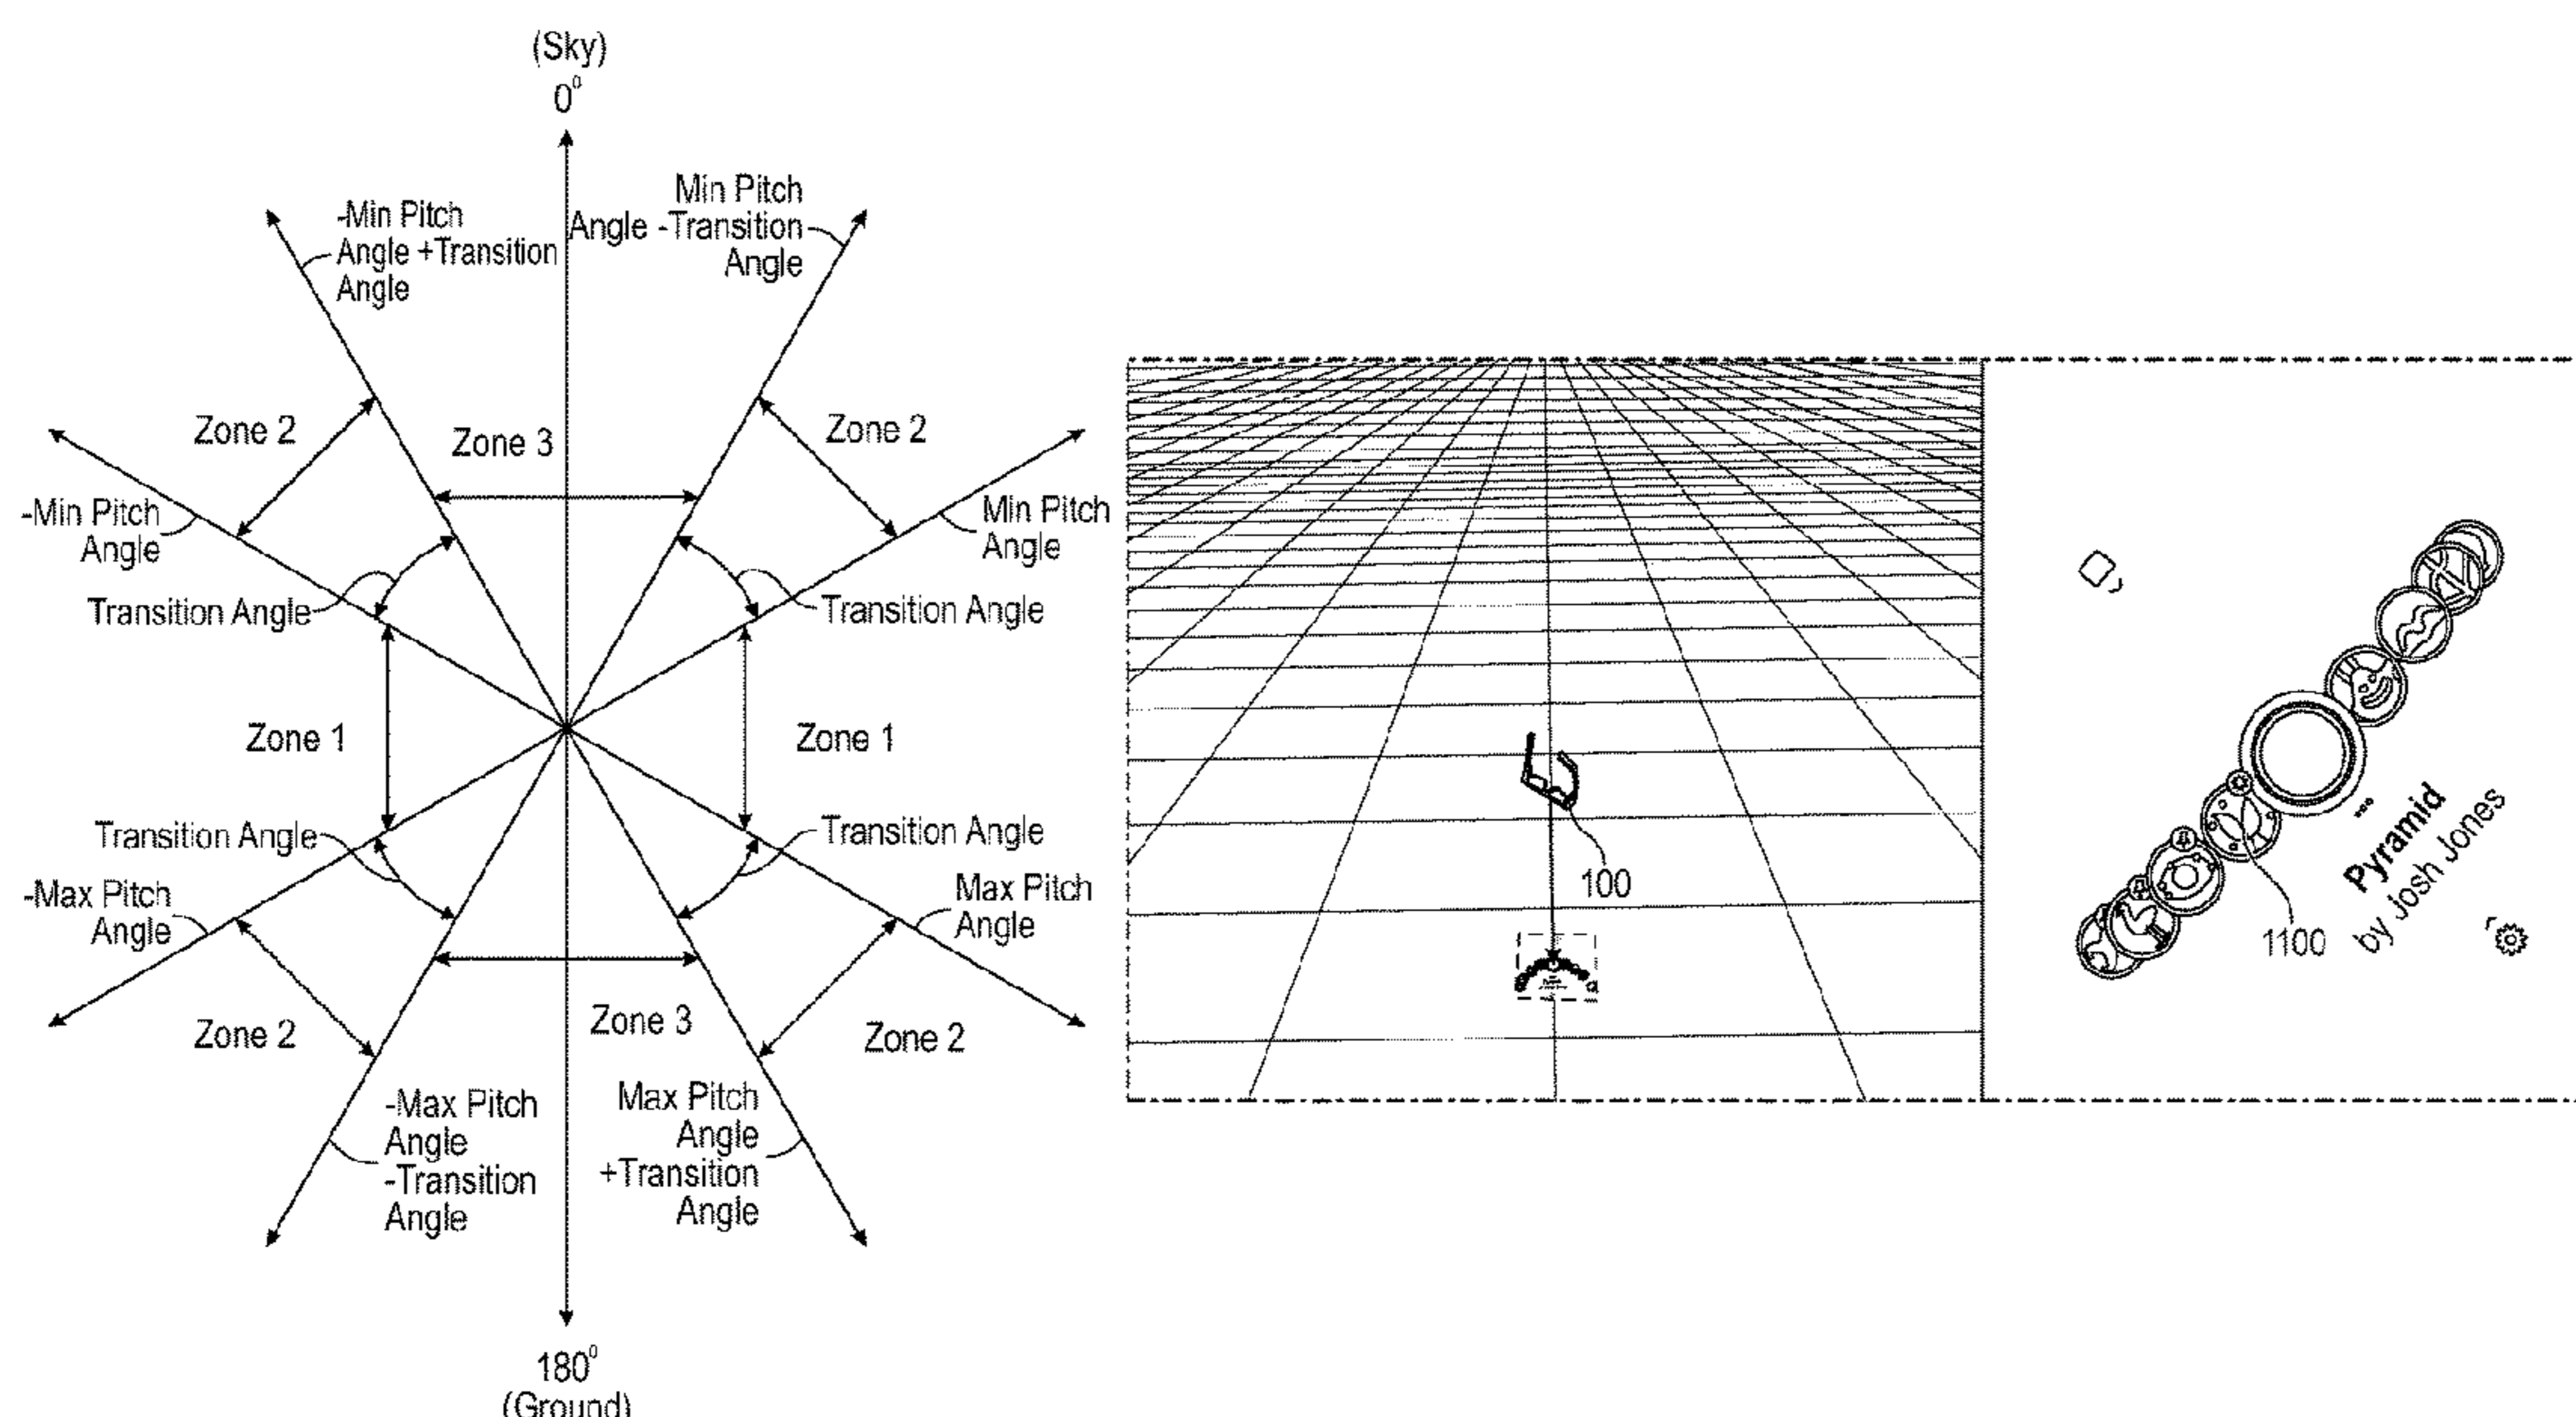 (Sky)
0°
-Min Pitch
Angle +Transition
Angle
Min Pitch
Angle -Transition
Angle
Zone 2
Zone 3
Zone 2
-Min Pitch
Angle
Min Pitch
Angle
Transition Angle
Transition Angle
Zone 1
Zone 1
Transition Angle
Transition Angle
-Max Pitch
Angle
Max Pitch
Angle
Zone 2
Zone 3
Zone 2
-Max Pitch
Angle
-Transition
Angle
Max Pitch
Angle
+Transition
Angle
180°
(Ground)
100
Pyramid
by Josh Jones
1100